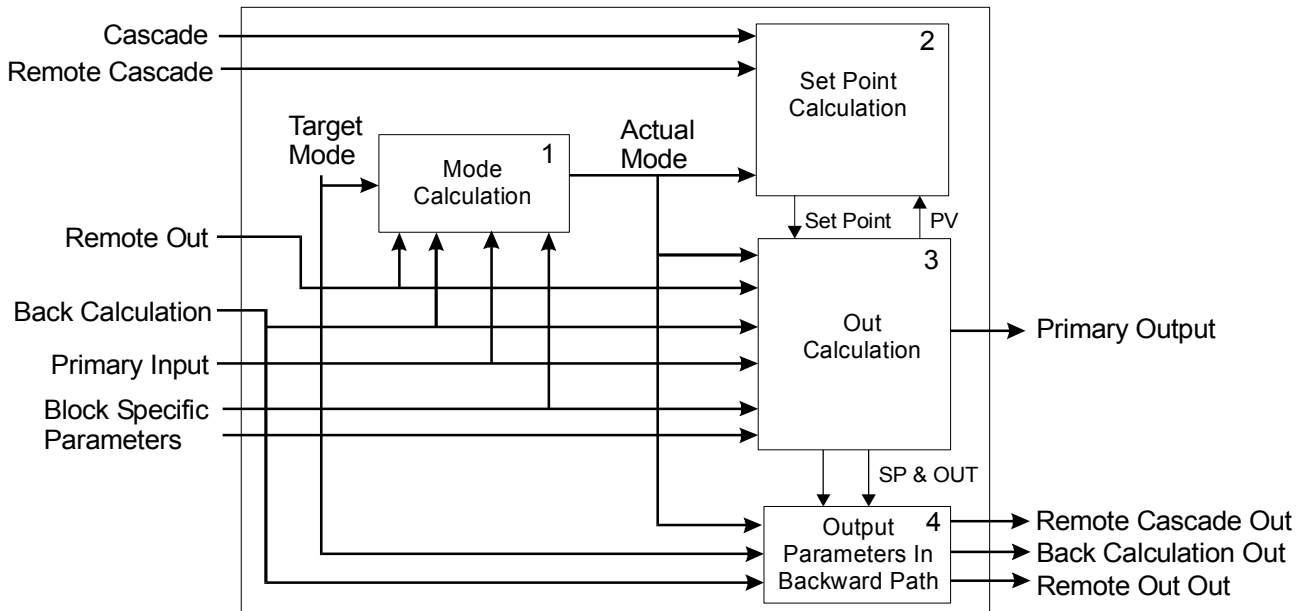 Cascade
Remote Cascade
2
Set Point
Calculation
Target
Mode
1
Mode
Calculation
Actual
Mode
Set Point
PV
Remote Out
Back Calculation
Primary Input
Block Specific
Parameters
3
Out
Calculation
Primary Output
SP & OUT
4
Output
Parameters In
Backward Path
Remote Cascade Out
Back Calculation Out
Remote Out Out